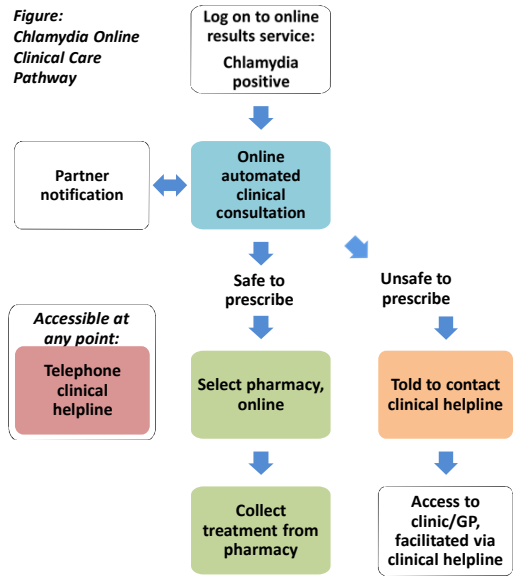 Figure:
Chlamydia Online
Clinical Care
Pathway
Log on to online
results service:
Chlamydia
positive
Partner
notification
Online
automated
clinical
consultation
Safe to
prescribe
Unsafe to
prescribe
Accessible at
any point:
Telephone
clinical
helpline
Select pharmacy,
online
Told to contact
clinical helpline
Collect
treatment from
pharmacy
Access to
clinic/GP,
facilitated via
clinical helpline